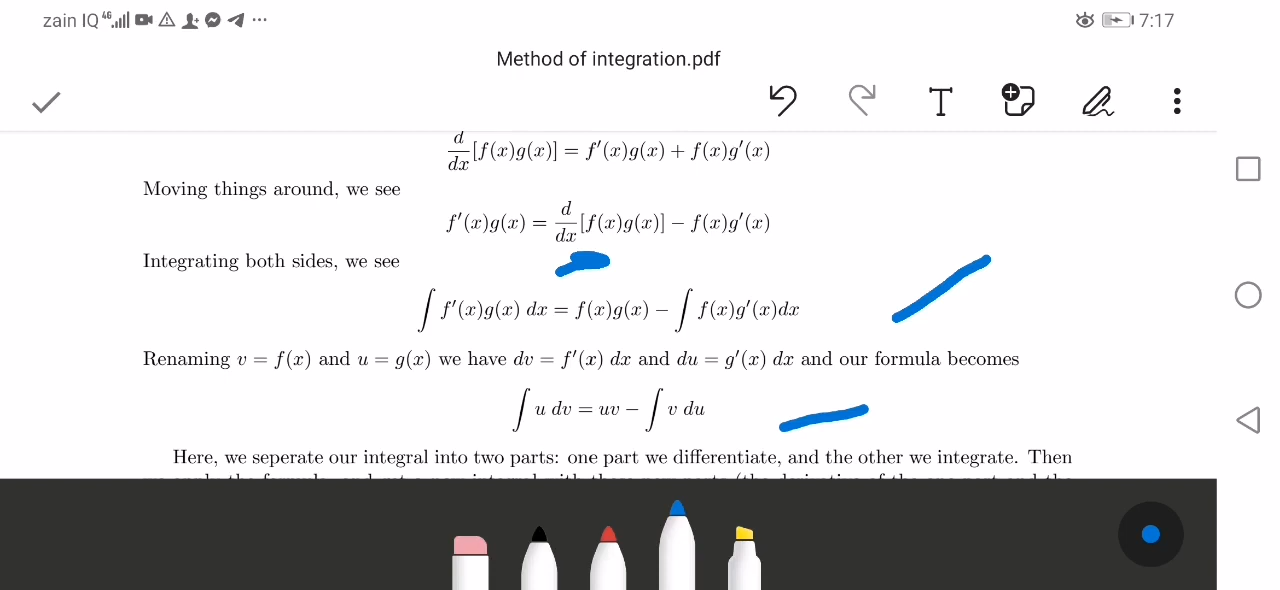 zain IQ 4G 7:17
Method of integration.pdf
T
d/dx [f(x)g(x)] = f′(x)g(x) + f(x)g′(x)
Moving things around, we see
f′(x)g(x) = d/dx [f(x)g(x)] − f(x)g′(x)
Integrating both sides, we see
∫ f′(x)g(x) dx = f(x)g(x) − ∫ f(x)g′(x)dx
Renaming v = f(x) and u = g(x) we have dv = f′(x) dx and du = g′(x) dx and our formula becomes
∫ u dv = uv − ∫ v du
Here, we seperate our integral into two parts: one part we differentiate, and the other we integrate. Then